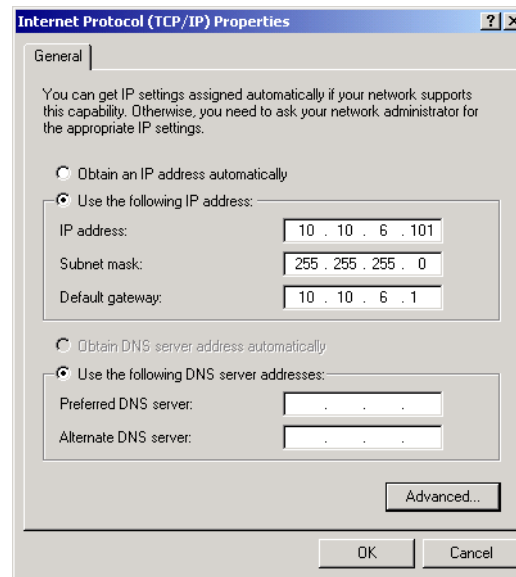 Internet Protocol (TCP/IP) Properties
General
You can get IP settings assigned automatically if your network supports
this capability. Otherwise, you need to ask your network administrator for
the appropriate IP settings.
Obtain an IP address automatically
Use the following IP address:
IP address: 10 . 10 . 6 . 101
Subnet mask: 255 . 255 . 255 . 0
Default gateway: 10 . 10 . 6 . 1
Obtain DNS server address automatically
Use the following DNS server addresses:
Preferred DNS server: . . .
Alternate DNS server: . . .
Advanced...
OK Cancel